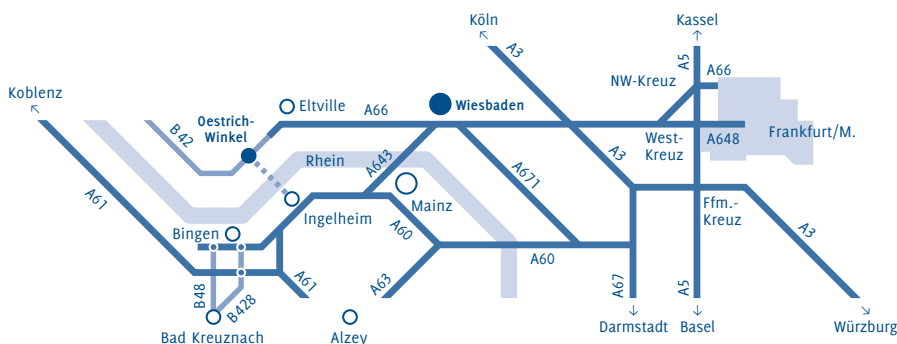 Köln
Kassel
A3
A5
NW-Kreuz
A66
Koblenz
Eltville
Oestrich-
Winkel
A66
Wiesbaden
B42
West-
Kreuz
A648
Frankfurt/M.
Rhein
A643
A671
A3
A61
Mainz
Ingelheim
Ffm.-
Kreuz
Bingen
A60
A60
A3
A61
A63
B48
B428
A67
A5
Bad Kreuznach
Alzey
Darmstadt
Basel
Würzburg